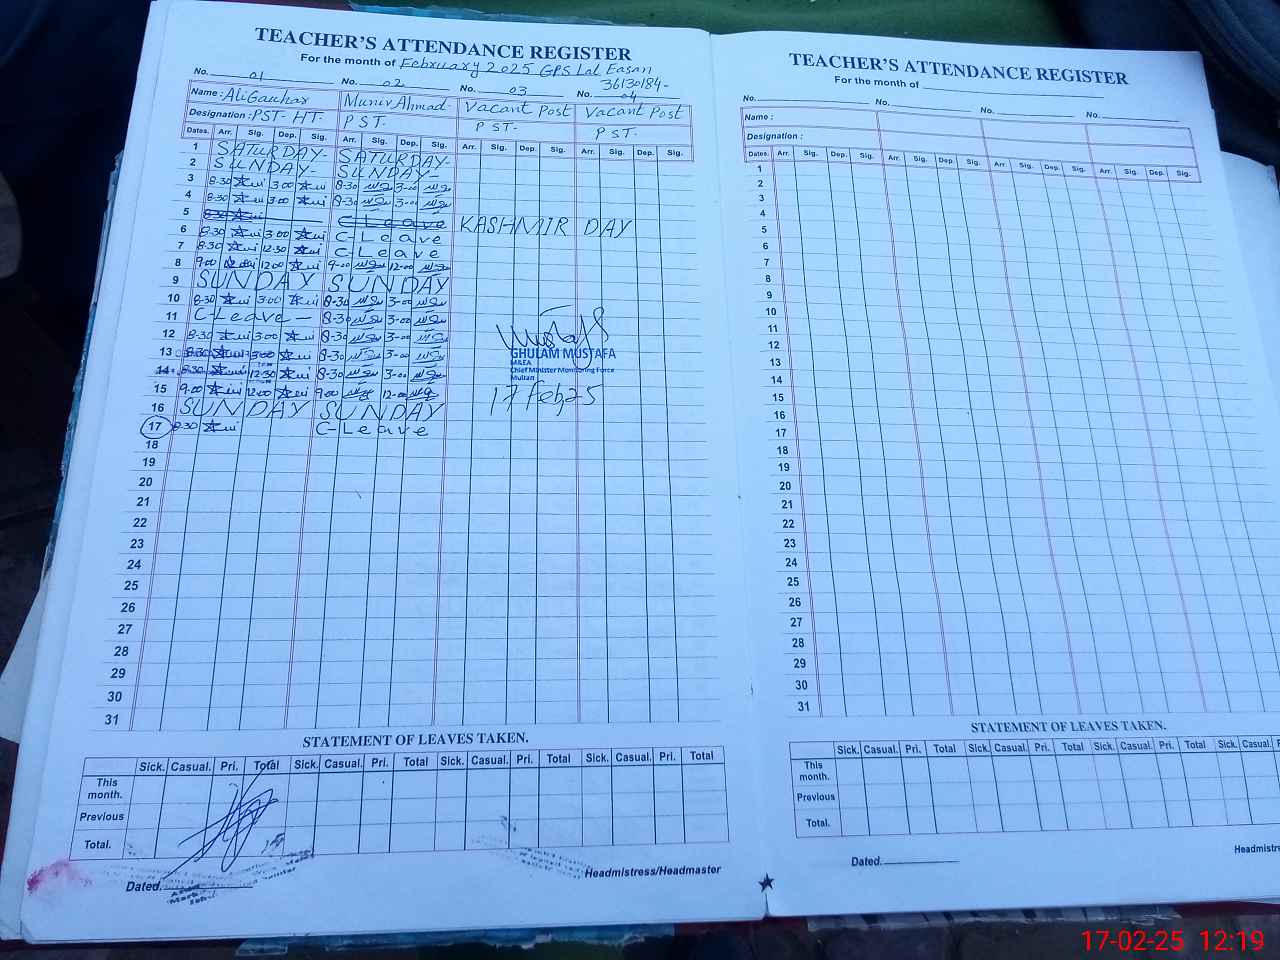 TEACHER'S ATTENDANCE REGISTER
For the month of February 2025 GPS Lal Easan
36130184-
No. 01 No. 02 No. 03 No. 04
Name : Ali Gauhar Munir Ahmad Vacant Post Vacant Post
Designation : PST- HT- PST- PST- PST-
Dates. Arr. Sig. Dep. Sig. Arr. Sig. Dep. Sig. Arr. Sig. Dep. Sig. Arr. Sig. Dep. Sig.
1 SATURDAY- SATURDAY-
2 SUNDAY- SUNDAY-
3 8-30 3-00 8-30 3-00
4 8-30 3-00 8-30 3-00
5 8-30 C Leave KASHMIR DAY
6 8-30 3-00 C-Leave
7 8-30 12-30 C-Leave
8 9-00 12-00 9-00 12-00
9 SUNDAY SUNDAY
10 8-30 3-00 8-30 3-00
11 C-Leave - 8-30 3-00
12 8-30 3-00 8-30 3-00
13 8-30 3-00 8-30 3-00
14 8-30 12-30 8-30 3-00
15 9-00 12-00 9-00 12-00
16 SUNDAY SUNDAY
17 8-30 C-Leave
18
19
20
21
22
23
24
25
26
27
28
29
30
31
Mustafa
GHULAM MUSTAFA
M&EA
Chief Minister Monitoring Force
Multan
17 Feb, 25
STATEMENT OF LEAVES TAKEN.
Sick. Casual. Pri. Total Sick. Casual. Pri. Total Sick. Casual. Pri. Total Sick. Casual. Pri. Total
This month.
Previous
Total.
Dated. Headmistress/Headmaster
TEACHER'S ATTENDANCE REGISTER
For the month of
No. No. No. No.
Name :
Designation :
Dates. Arr. Sig. Dep. Sig. Arr. Sig. Dep. Sig. Arr. Sig. Dep. Sig. Arr. Sig. Dep. Sig.
1
2
3
4
5
6
7
8
9
10
11
12
13
14
15
16
17
18
19
20
21
22
23
24
25
26
27
28
29
30
31
STATEMENT OF LEAVES TAKEN.
Sick. Casual. Pri. Total Sick. Casual. Pri. Total Sick. Casual. Pri. Total Sick. Casual.
This month.
Previous
Total.
Dated. Headmistre
17-02-25 12:19